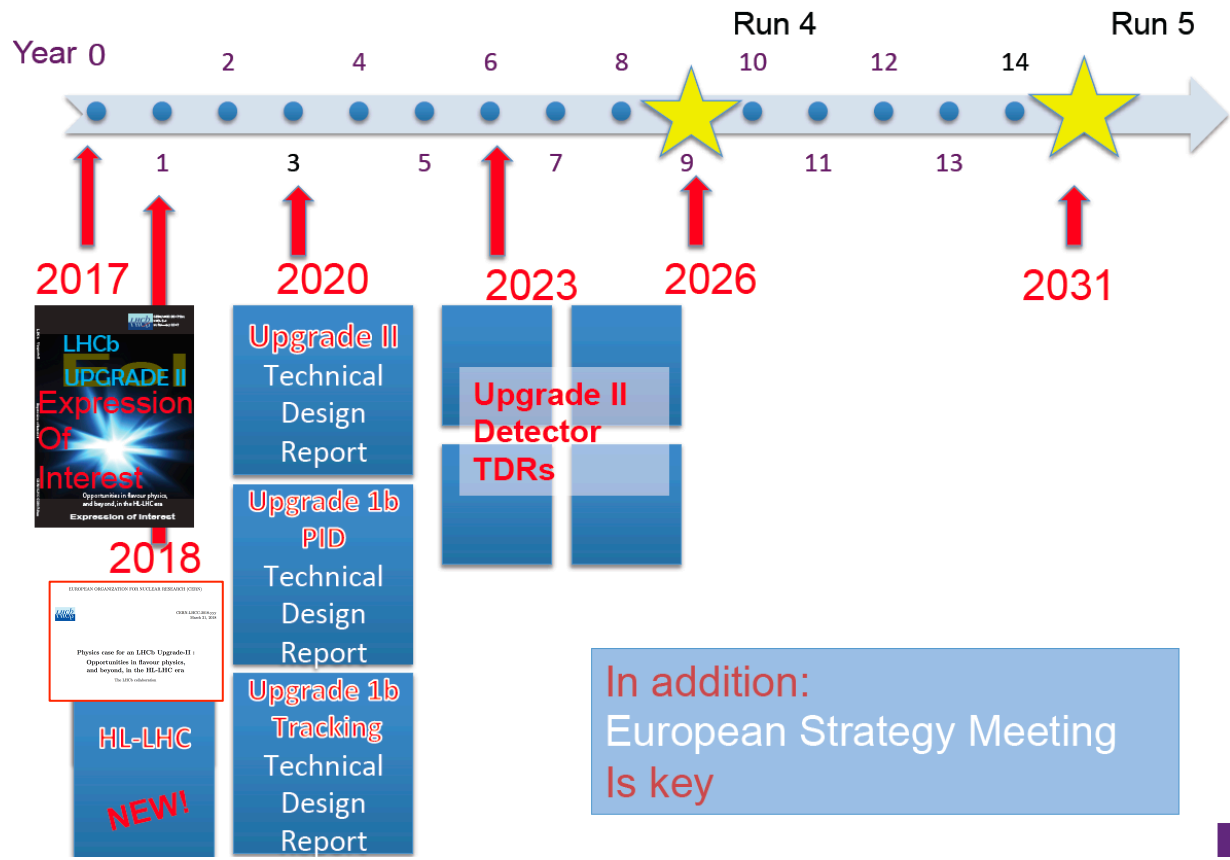 Run 4
Run 5
Year 0
2
4
6
8
10
12
14
1
3
5
7
9
11
13
2017
2020
2023
2026
2031
LHCb
EoI
UPGRADE II
Expression
Of
Interest
Opportunities in flavour physics,
and beyond, in the HL-LHC era
Expression of Interest
2018
EUROPEAN ORGANIZATION FOR NUCLEAR RESEARCH (CERN)
March 31, 2018
Physics case for an LHCb Upgrade-II :
Opportunities in flavour physics,
and beyond, in the HL-LHC era
The LHCb collaboration
HL-LHC
NEW!
Upgrade II
Technical
Design
Report
Upgrade 1b
PID
Technical
Design
Report
Upgrade 1b
Tracking
Technical
Design
Report
Upgrade II
Detector
TDRs
In addition:
European Strategy Meeting
Is key